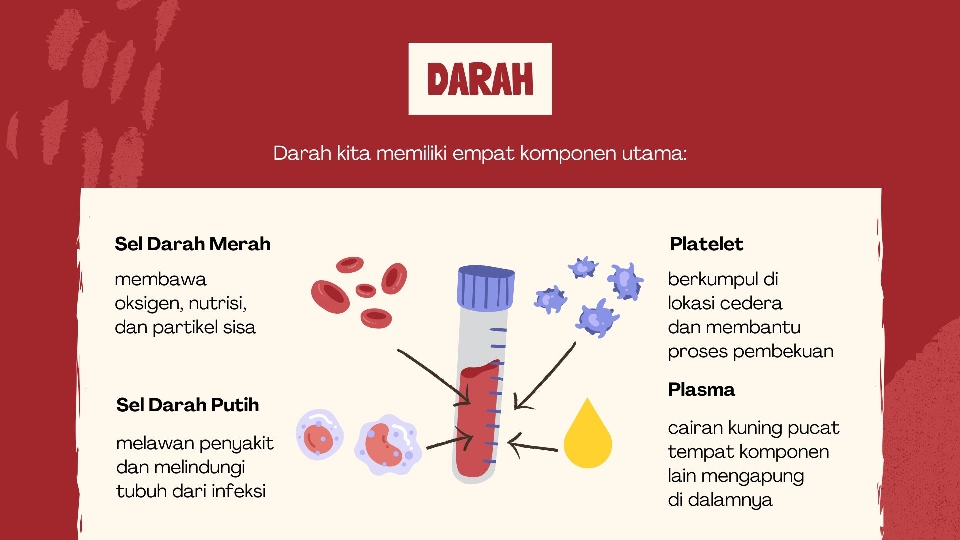 DARAH
Darah kita memiliki empat komponen utama:
Sel Darah Merah
membawa
oksigen, nutrisi,
dan partikel sisa
Sel Darah Putih
melawan penyakit
dan melindungi
tubuh dari infeksi
Platelet
berkumpul di
lokasi cedera
dan membantu
proses pembekuan
Plasma
cairan kuning pucat
tempat komponen
lain mengapung
di dalamnya